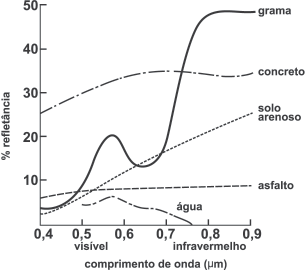 50
40
30
20
10
% refletância
grama
concreto
solo
arenoso
asfalto
água
0,4 0,5 0,6 0,7 0,8 0,9
visível infravermelho
comprimento de onda (μm)